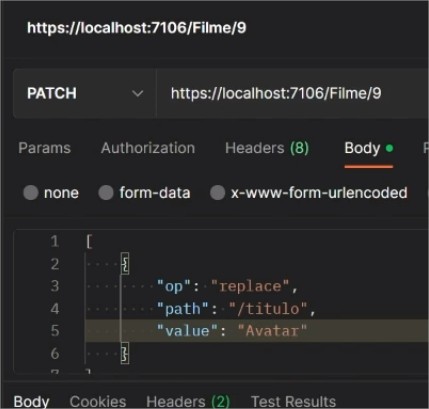 https://localhost:7106/Filme/9
PATCH https://localhost:7106/Filme/9
Params Authorization Headers (8) Body
none form-data x-www-form-urlencoded
1 [
2 {
3 "op": "replace",
4 "path": "/titulo",
5 "value": "Avatar"
6 }
7 ]
Body Cookies Headers (2) Test Results